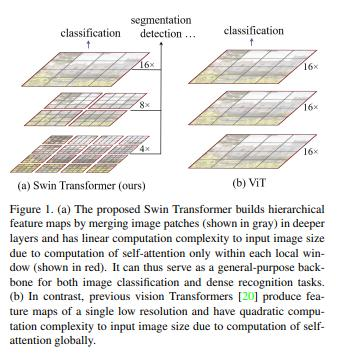 segmentation
classification detection ...
classification
16×
8×
4×
16×
16×
16×
(a) Swin Transformer (ours)
(b) ViT
Figure 1. (a) The proposed Swin Transformer builds hierarchical
feature maps by merging image patches (shown in gray) in deeper
layers and has linear computation complexity to input image size
due to computation of self-attention only within each local win-
dow (shown in red). It can thus serve as a general-purpose back-
bone for both image classification and dense recognition tasks.
(b) In contrast, previous vision Transformers [20] produce fea-
ture maps of a single low resolution and have quadratic compu-
tation complexity to input image size due to computation of self-
attention globally.